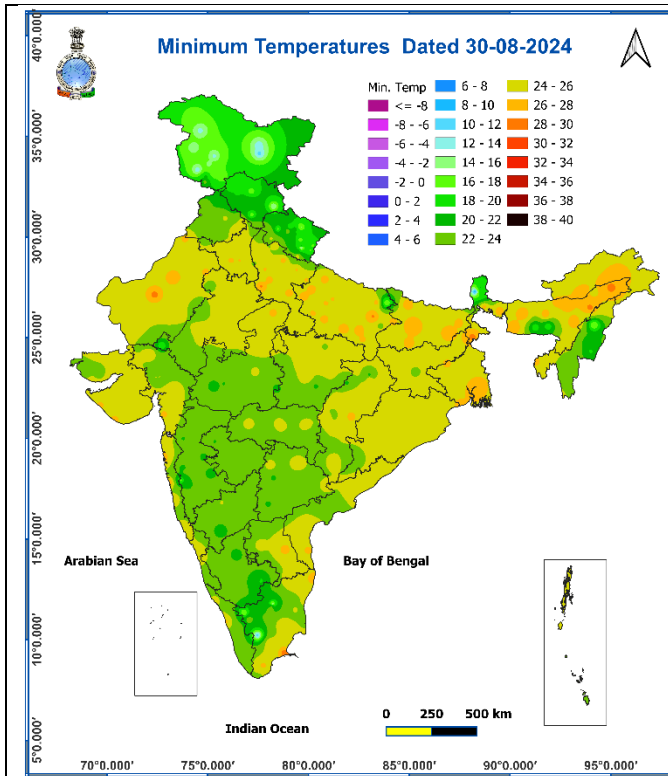 Minimum Temperatures Dated 30-08-2024
Min. Temp
<= -8
-8 - -6
-6 - -4
-4 - -2
-2 - 0
0 - 2
2 - 4
4 - 6
6 - 8
8 - 10
10 - 12
12 - 14
14 - 16
16 - 18
18 - 20
20 - 22
22 - 24
24 - 26
26 - 28
28 - 30
30 - 32
32 - 34
34 - 36
36 - 38
38 - 40
40°0.000'
35°0.000'
30°0.000'
25°0.000'
20°0.000'
15°0.000'
10°0.000'
5°0.000'
Arabian Sea
Bay of Bengal
Indian Ocean
0 250 500 km
70°0.000' 75°0.000' 80°0.000' 85°0.000' 90°0.000' 95°0.000'